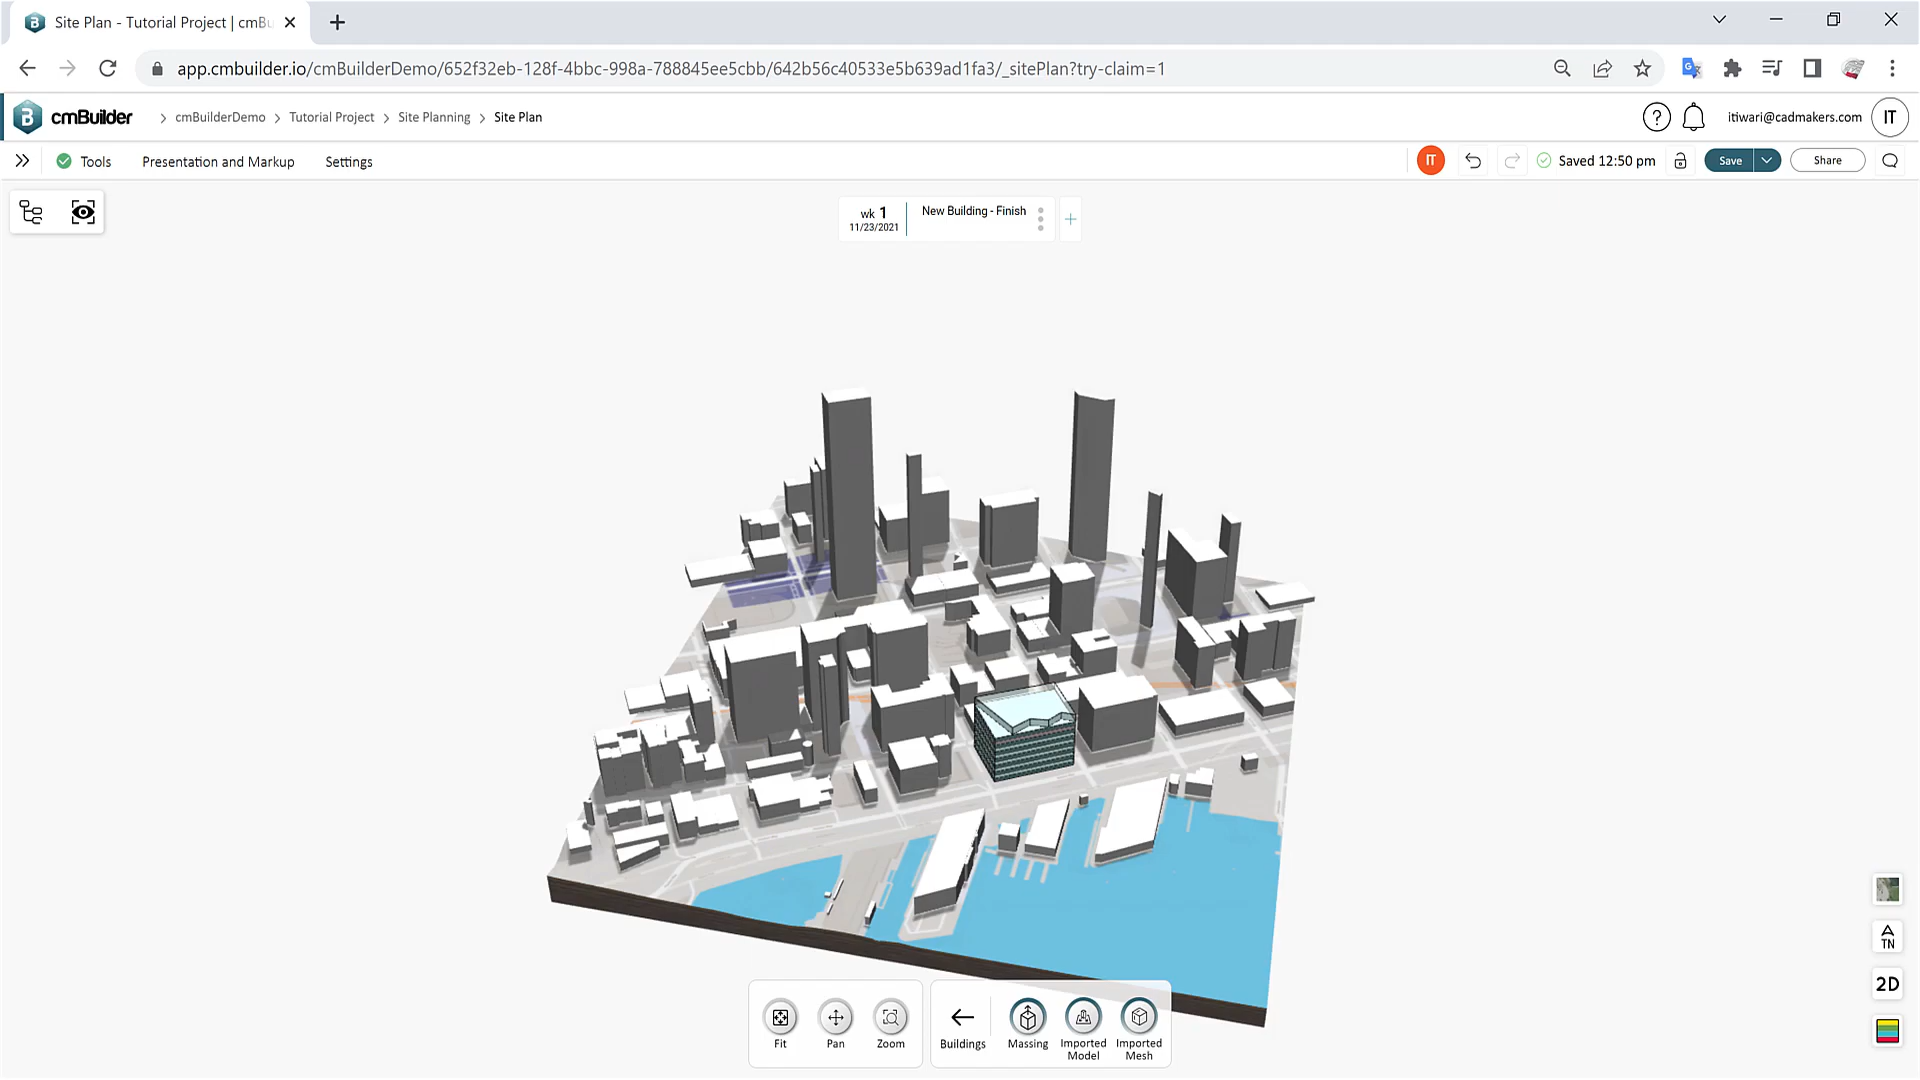 Site Plan - Tutorial Project | cmBu
app.cmbuilder.io/cmBuilderDemo/652f32eb-128f-4bbc-998a-788845ee5cbb/642b56c40533e5b639ad1fa3/_sitePlan?try-claim=1
B cmBuilder > cmBuilderDemo > Tutorial Project > Site Planning > Site Plan
? itiwari@cadmakers.com IT
Tools Presentation and Markup Settings
IT Saved 12:50 pm Save Share
wk 1 New Building - Finish
11/23/2021
+
TN
2D
Fit Pan Zoom
Buildings Massing Imported Model Imported Mesh